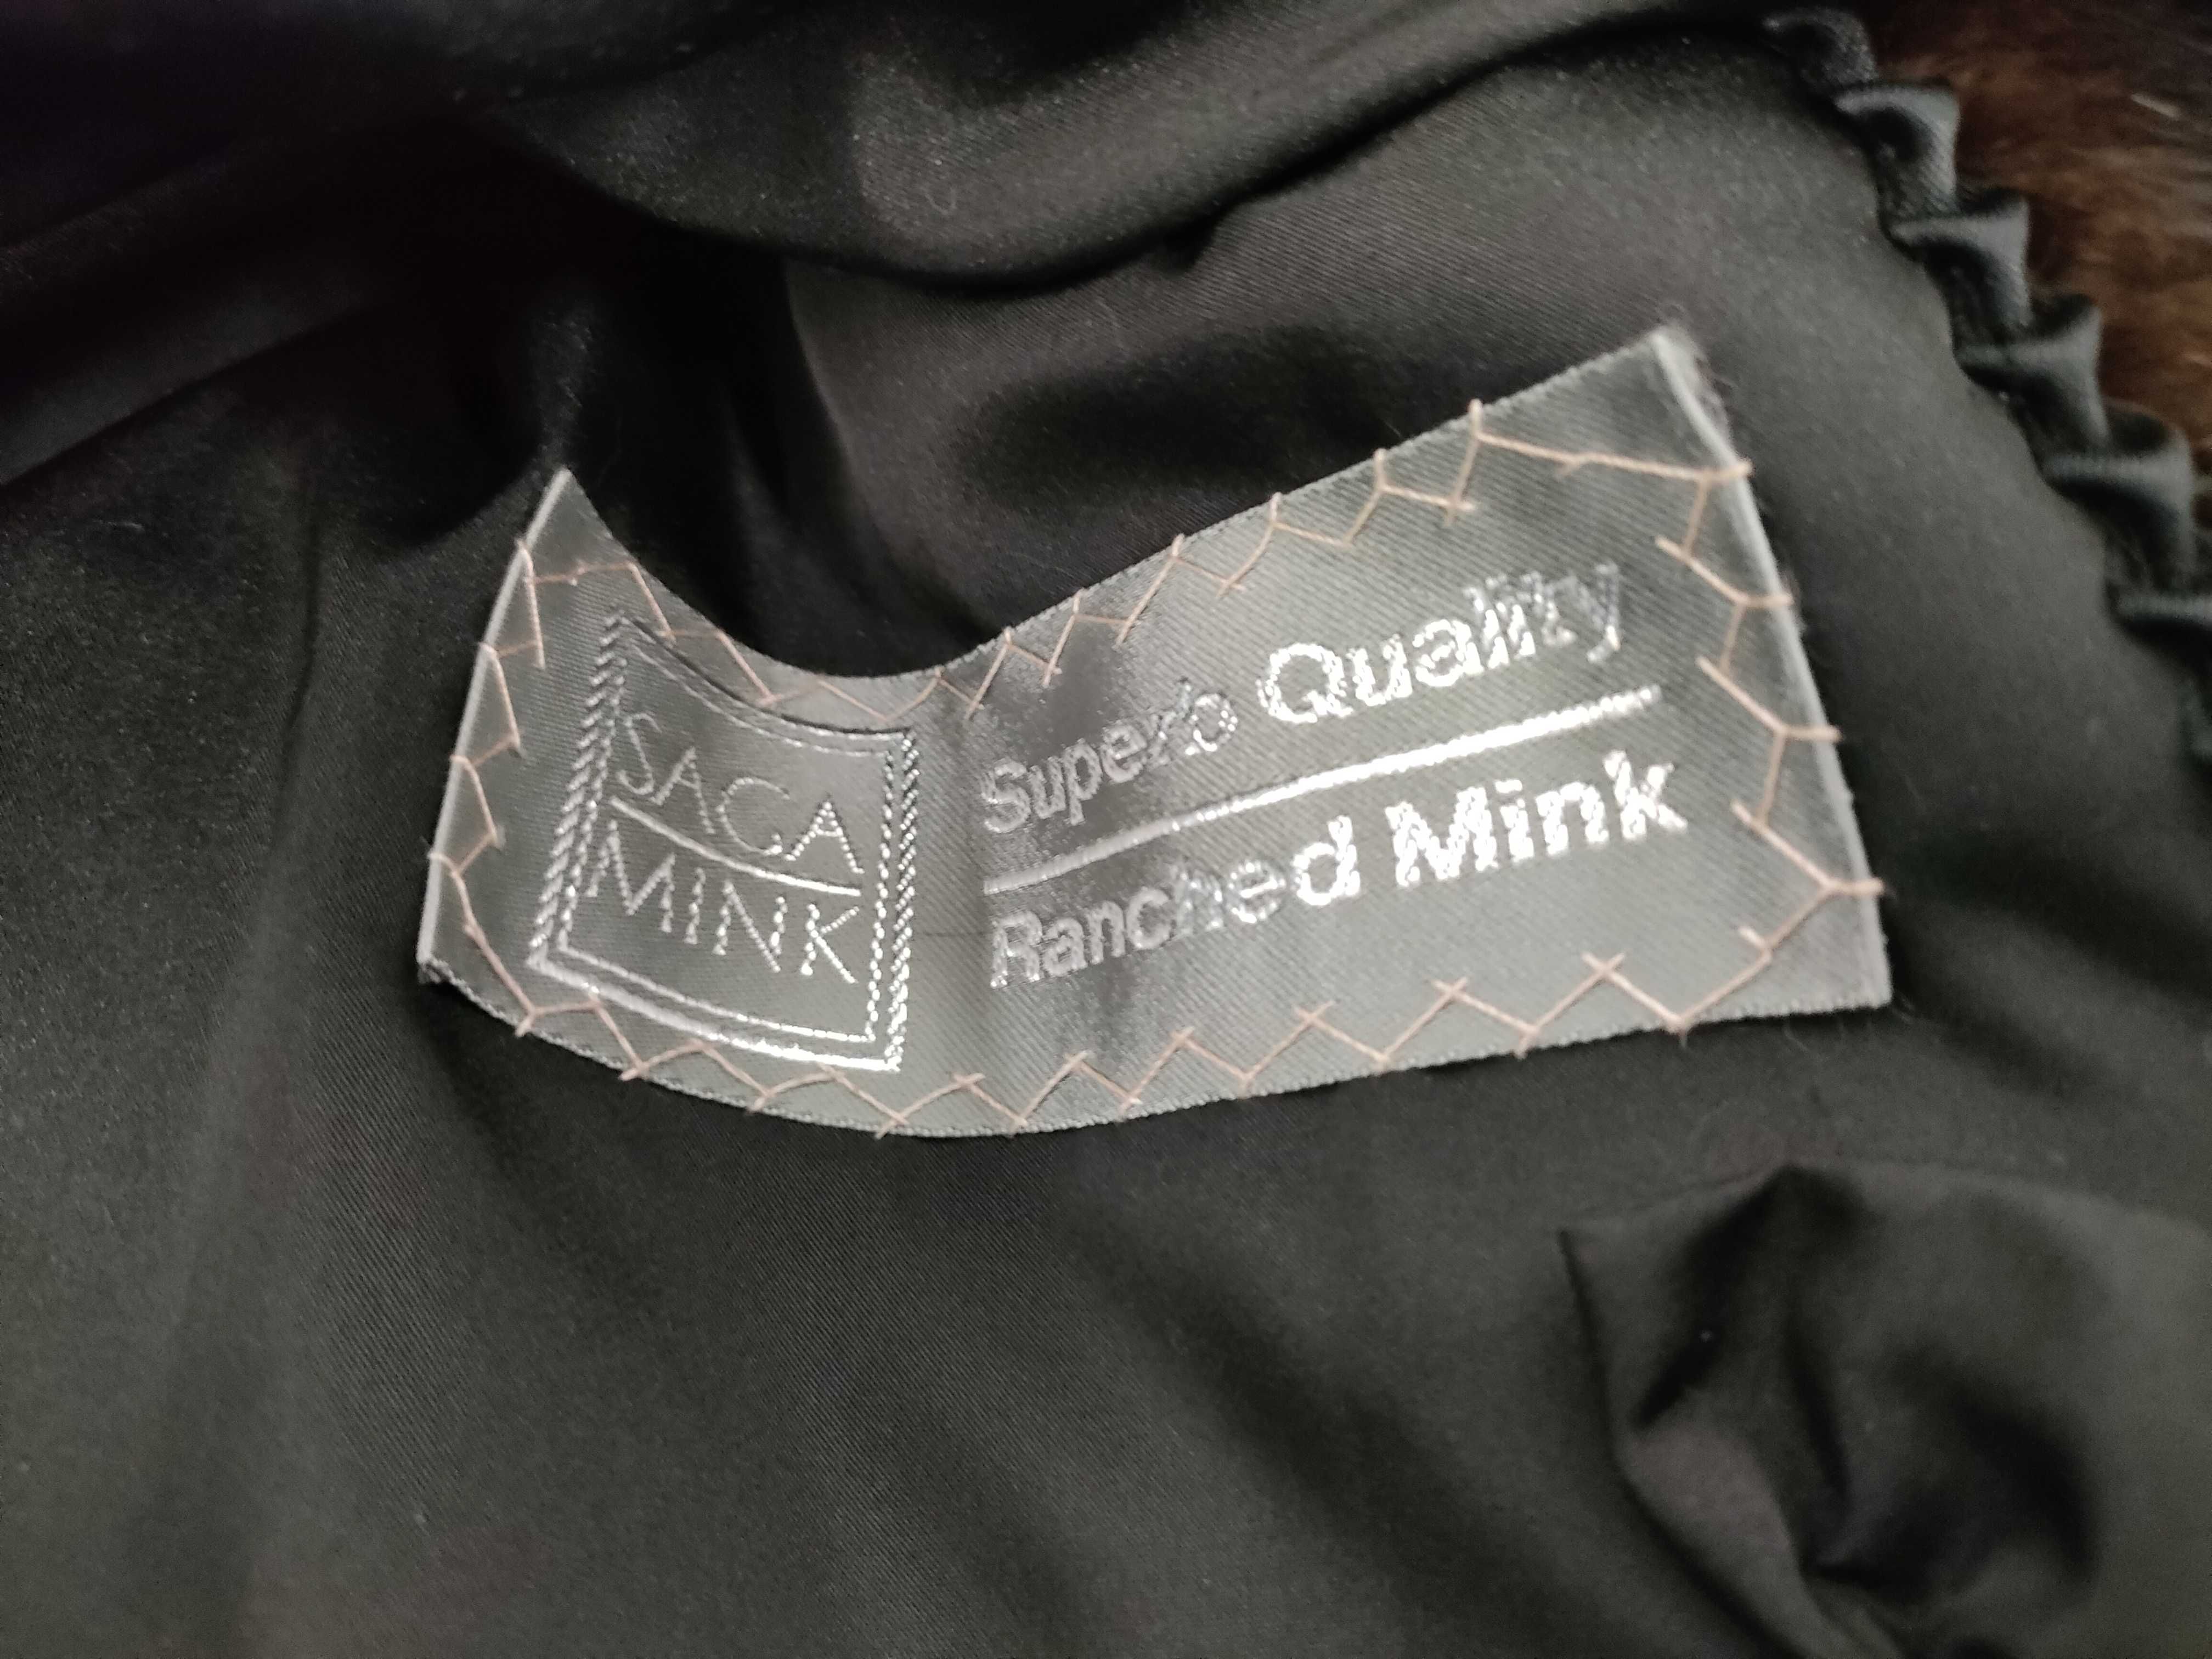 SAGA
MINK
Superb Quality
Ranched Mink